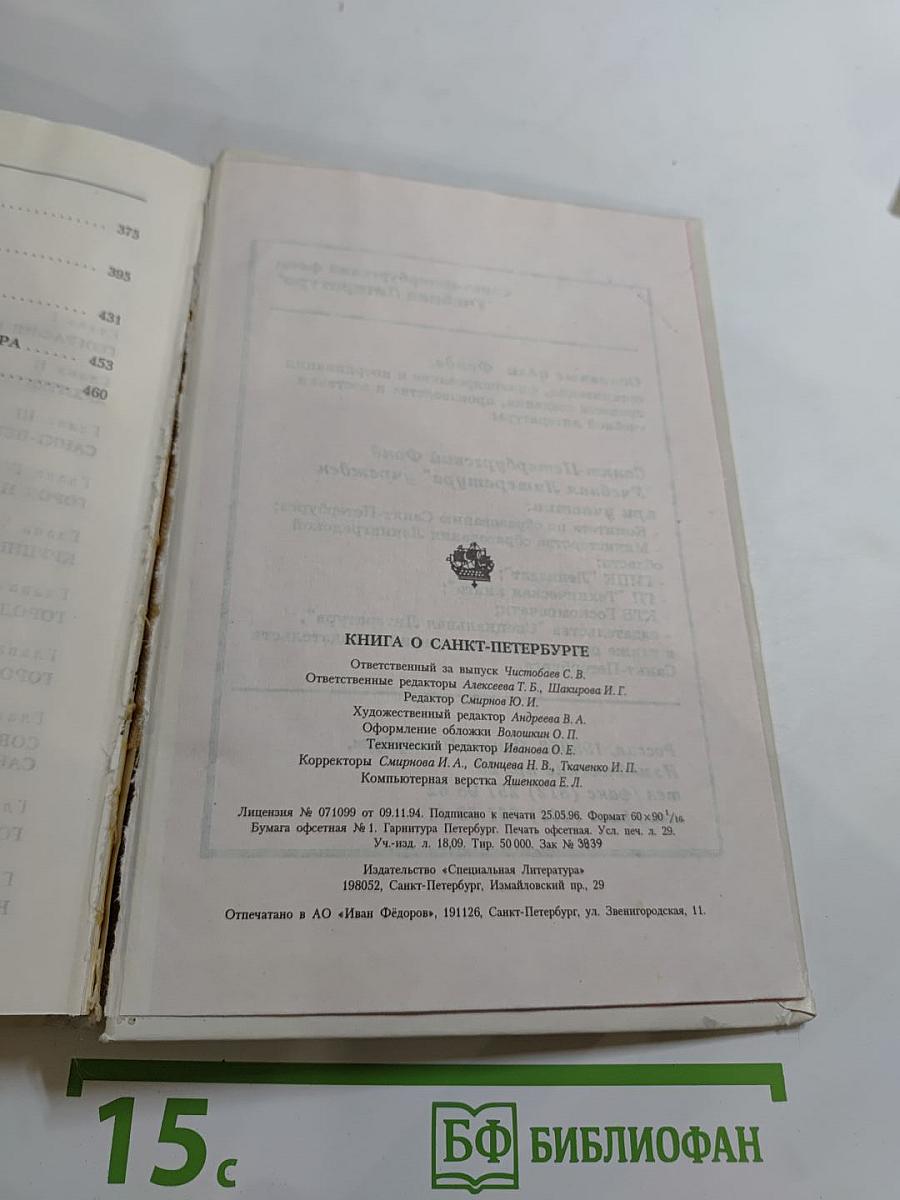 375
395
431
РА ...... 453
460
КНИГА О САНКТ-ПЕТЕРБУРГЕ
Ответственный за выпуск Чистобаев С. В.
Ответственные редакторы Алексеева Т. Б., Шакирова И. Г.
Редактор Смирнов Ю. И.
Художественный редактор Андреева В. А.
Оформление обложки Волошкин О. П.
Технический редактор Иванова О. Е.
Корректоры Смирнова И. А., Солнцева Н. В., Ткаченко И. П.
Компьютерная верстка Яшенкова Е. Л.
Лицензия № 071099 от 09.11.94. Подписано к печати 25.05.96. Формат 60×90 1/16.
Бумага офсетная № 1. Гарнитура Петербург. Печать офсетная. Усл. печ. л. 29.
Уч.-изд. л. 18,09. Тир. 50 000. Зак № 3839
Издательство «Специальная Литература»
198052, Санкт-Петербург, Измайловский пр., 29
Отпечатано в АО «Иван Фёдоров», 191126, Санкт-Петербург, ул. Звенигородская, 11.
15 с
БФ БИБЛИОФАН